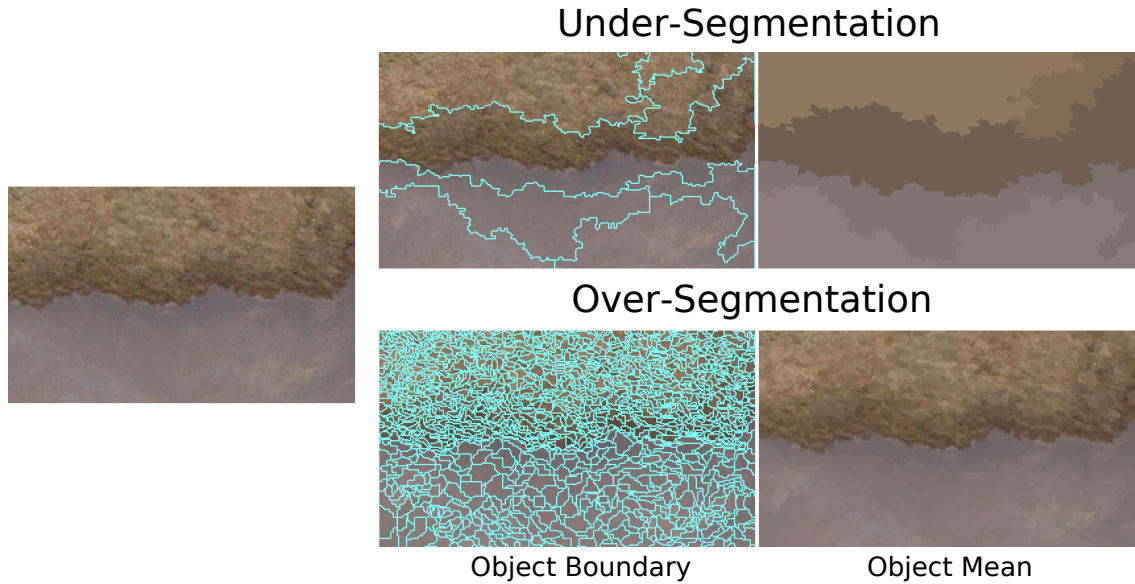 Under-Segmentation
Over-Segmentation
Object Boundary
Object Mean